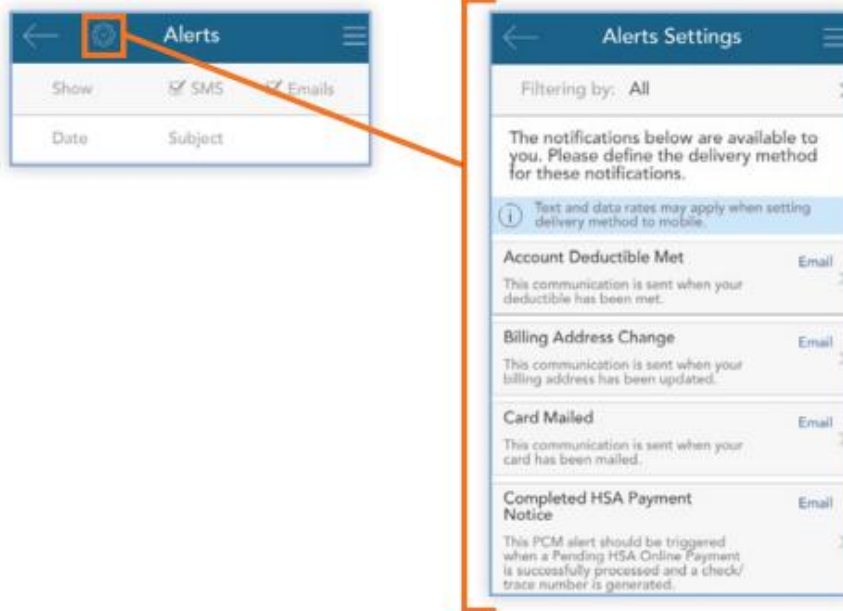 Alerts
Show SMS Emails
Date Subject
Alerts Settings
Filtering by: All
The notifications below are available to
you. Please define the delivery method
for these notifications.
Text and data rates may apply when setting
delivery method to mobile.
Account Deductible Met Email
This communication is sent when your
deductible has been met.
Billing Address Change Email
This communication is sent when your
billing address has been updated.
Card Mailed Email
This communication is sent when your
card has been mailed.
Completed HSA Payment Email
Notice
This PCM alert should be triggered
when a Pending HSA Online Payment
is successfully processed and a check/
trace number is generated.